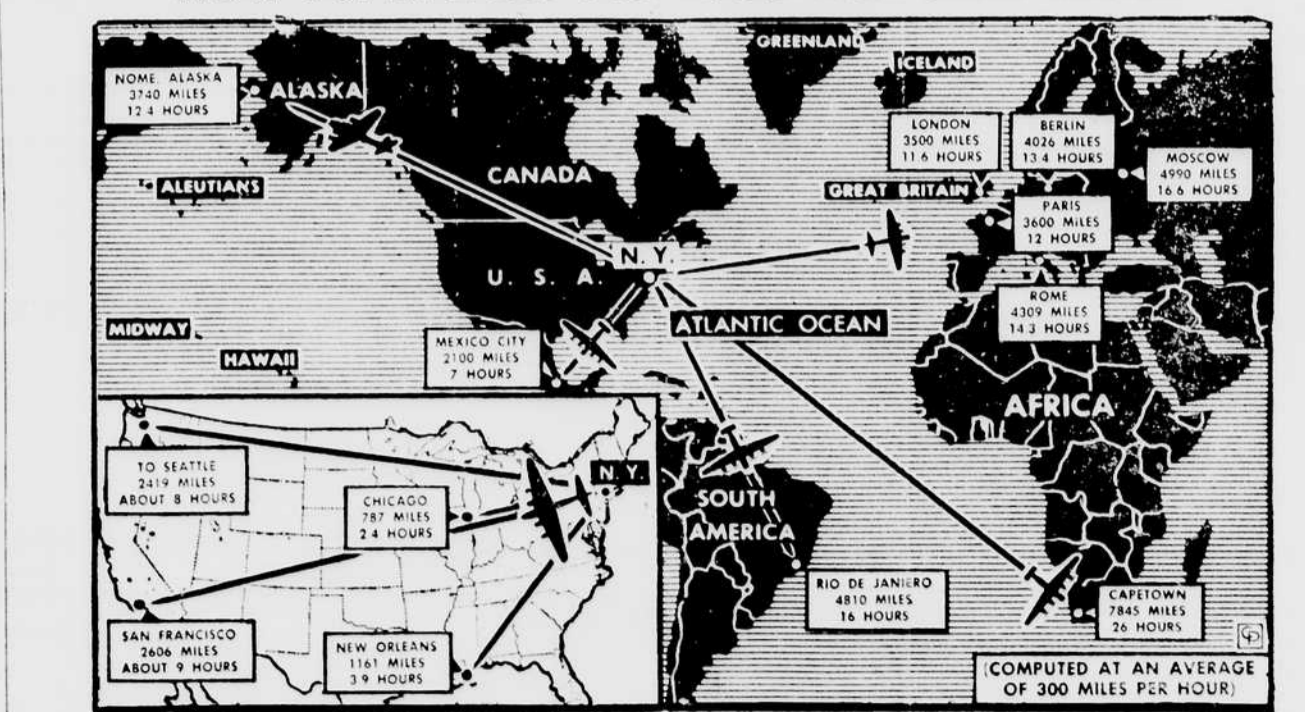 GREENLAND
ICELAND
NOME, ALASKA
3740 MILES
12.4 HOURS
ALASKA
LONDON
3500 MILES
11.6 HOURS
BERLIN
4026 MILES
13.4 HOURS
MOSCOW
4990 MILES
16.6 HOURS
CANADA
ALEUTIANS
GREAT BRITAIN
PARIS
3600 MILES
12 HOURS
N. Y.
U. S. A.
ROME
4309 MILES
14.3 HOURS
MIDWAY
ATLANTIC OCEAN
HAWAII
MEXICO CITY
2100 MILES
7 HOURS
AFRICA
TO SEATTLE
2419 MILES
ABOUT 8 HOURS
N. Y.
CHICAGO
787 MILES
2.4 HOURS
SOUTH
AMERICA
SAN FRANCISCO
2606 MILES
ABOUT 9 HOURS
NEW ORLEANS
1161 MILES
3.9 HOURS
RIO DE JANIERO
4810 MILES
16 HOURS
CAPETOWN
7845 MILES
26 HOURS
CP
(COMPUTED AT AN AVERAGE
OF 300 MILES PER HOUR)